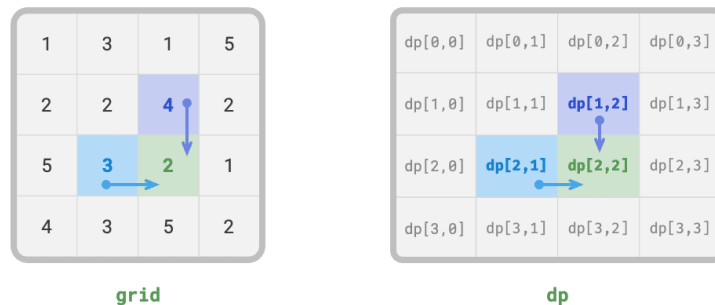 1 3 1 5
2 2 4 2
5 3 2 1
4 3 5 2
grid
dp[0,0] dp[0,1] dp[0,2] dp[0,3]
dp[1,0] dp[1,1] dp[1,2] dp[1,3]
dp[2,0] dp[2,1] dp[2,2] dp[2,3]
dp[3,0] dp[3,1] dp[3,2] dp[3,3]
dp